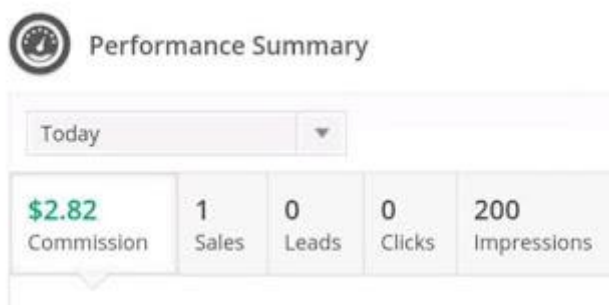 Performance Summary
Today
$2.82 1 0 0 200
Commission Sales Leads Clicks Impressions